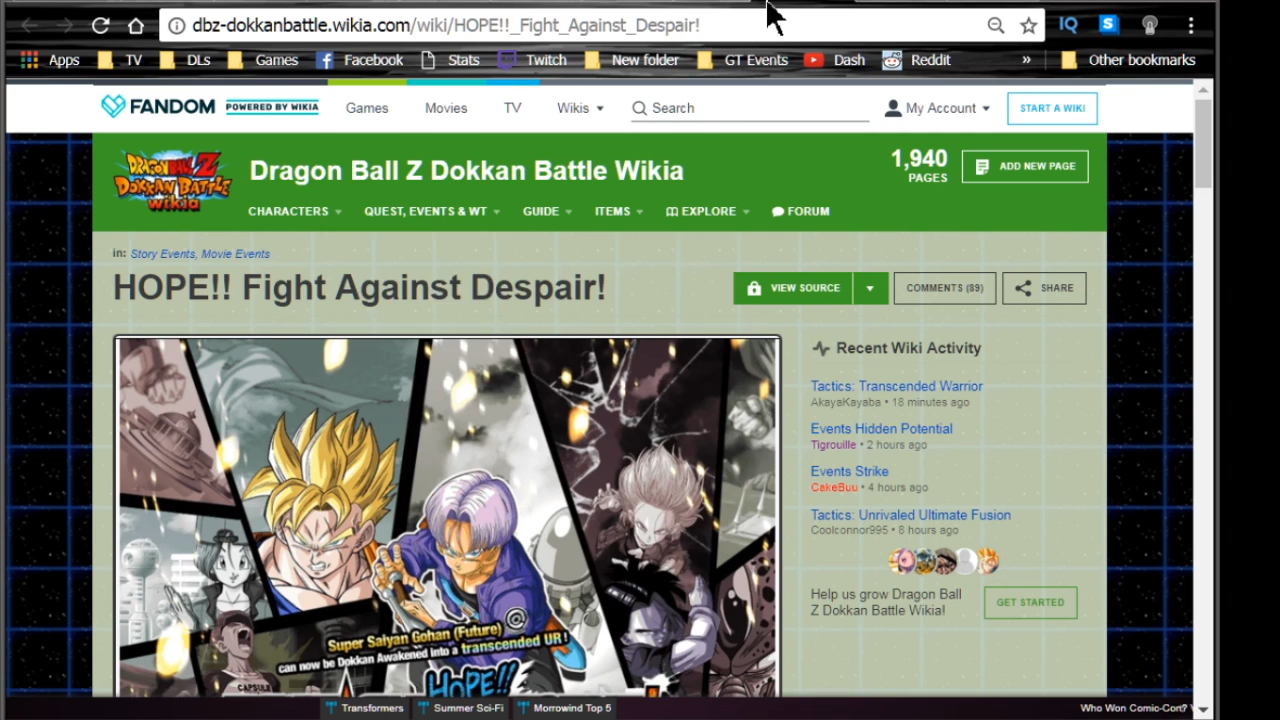 dbz-dokkanbattle.wikia.com/wiki/HOPE!!_Fight_Against_Despair!
IQ S
Apps TV DLs Games Facebook Stats Twitch New folder GT Events Dash Reddit » Other bookmarks
FANDOM POWERED BY WIKIA Games Movies TV Wikis Search My Account START A WIKI
DRAGON BALL Z
DOKKAN BATTLE
wikia
Dragon Ball Z Dokkan Battle Wikia
1,940
PAGES
ADD NEW PAGE
CHARACTERS QUEST, EVENTS & WT GUIDE ITEMS EXPLORE FORUM
in: Story Events, Movie Events
HOPE!! Fight Against Despair!
VIEW SOURCE COMMENTS (89) SHARE
Recent Wiki Activity
Tactics: Transcended Warrior
AkayaKayaba • 18 minutes ago
Events Hidden Potential
Tigrouille • 2 hours ago
Events Strike
CakeBuu • 4 hours ago
Tactics: Unrivaled Ultimate Fusion
Coolconnor995 • 6 hours ago
Help us grow Dragon Ball
Z Dokkan Battle Wikia!
GET STARTED
Super Saiyan Gohan (Future)
can now be Dokkan Awakened into a transcended UR!
CAPSULE
HOPE!!
Transformers Summer Sci-Fi Morrowind Top 5 Who Won Comic-Con?